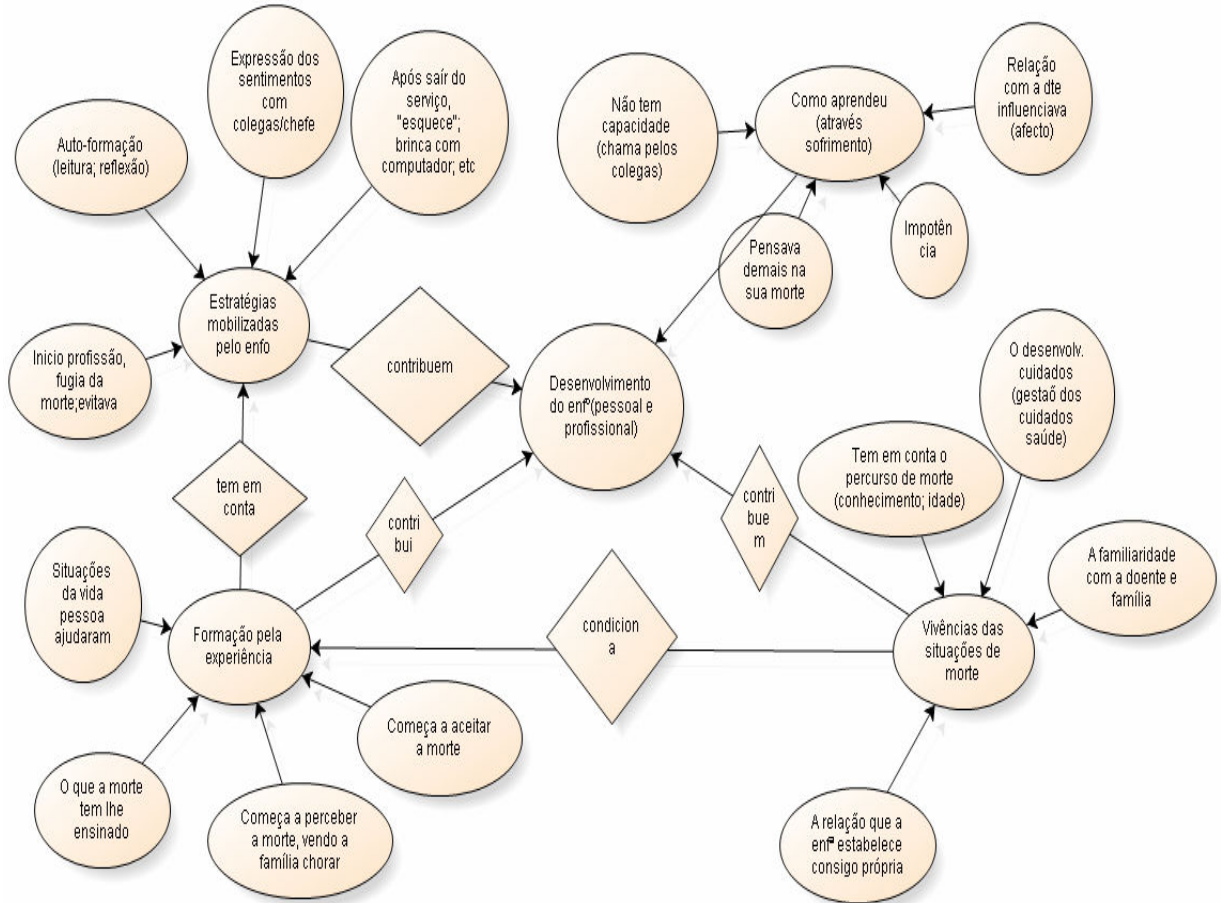 Expressão dos
sentimentos
com
colegas/chefe
Após saír do
serviço,
"esquece";
brinca com
computador; etc
Auto-formação
(leitura; reflexão)
Não tem
capacidade
(chama pelos
colegas)
Como aprendeu
(através
sofrimento)
Relação
com a dte
influenciava
(afecto)
Pensava
demais na
sua morte
Impotên
cia
Estratégias
mobilizadas
pelo enfo
Inicio profissão,
fugia da
morte;evitava
contribuem
Desenvolvimento
do enfº(pessoal e
profissional)
O desenvolv.
cuidados
(gestaõ dos
cuidados
saúde)
Tem em conta o
percurso de morte
(conhecimento; idade)
tem em
conta
contri
bui
contri
bue
m
A familiaridade
com a doente e
família
Situações
da vida
pessoa
ajudaram
Formação pela
experiência
condicion
a
Vivências das
situações de
morte
Começa a aceitar
a morte
O que a morte
tem lhe
ensinado
Começa a perceber
a morte, vendo a
família chorar
A relação que a
enfª estabelece
consigo própria